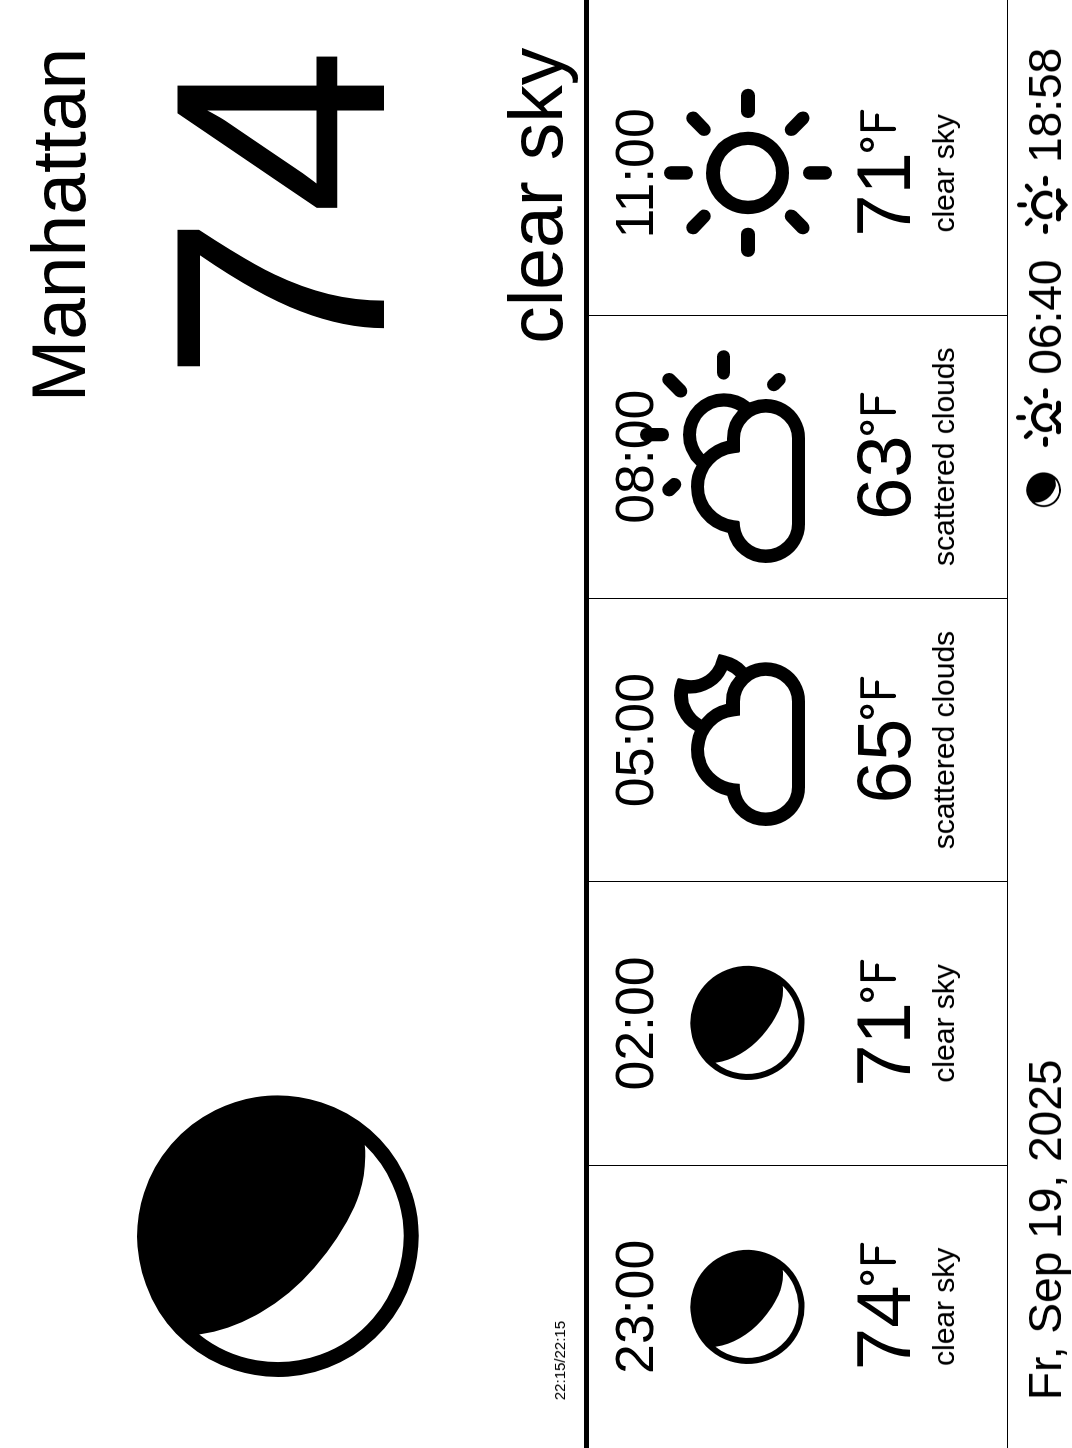 Manhattan
74
clear sky
22:15/22:15
23:00
74°F
clear sky
02:00
71°F
clear sky
05:00
65°F
scattered clouds
08:00
63°F
scattered clouds
11:00
71°F
clear sky
Fr, Sep 19, 2025
06:40
18:58